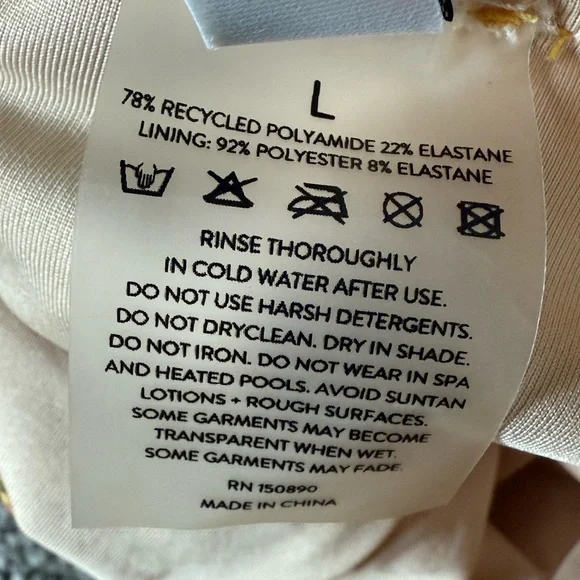 L
78% RECYCLED POLYAMIDE 22% ELASTANE
LINING: 92% POLYESTER 8% ELASTANE
RINSE THOROUGHLY
IN COLD WATER AFTER USE.
DO NOT USE HARSH DETERGENTS.
DO NOT DRYCLEAN. DRY IN SHADE.
DO NOT IRON. DO NOT WEAR IN SPA
AND HEATED POOLS. AVOID SUNTAN
LOTIONS + ROUGH SURFACES.
SOME GARMENTS MAY BECOME
TRANSPARENT WHEN WET.
SOME GARMENTS MAY FADE.
RN 150890
MADE IN CHINA